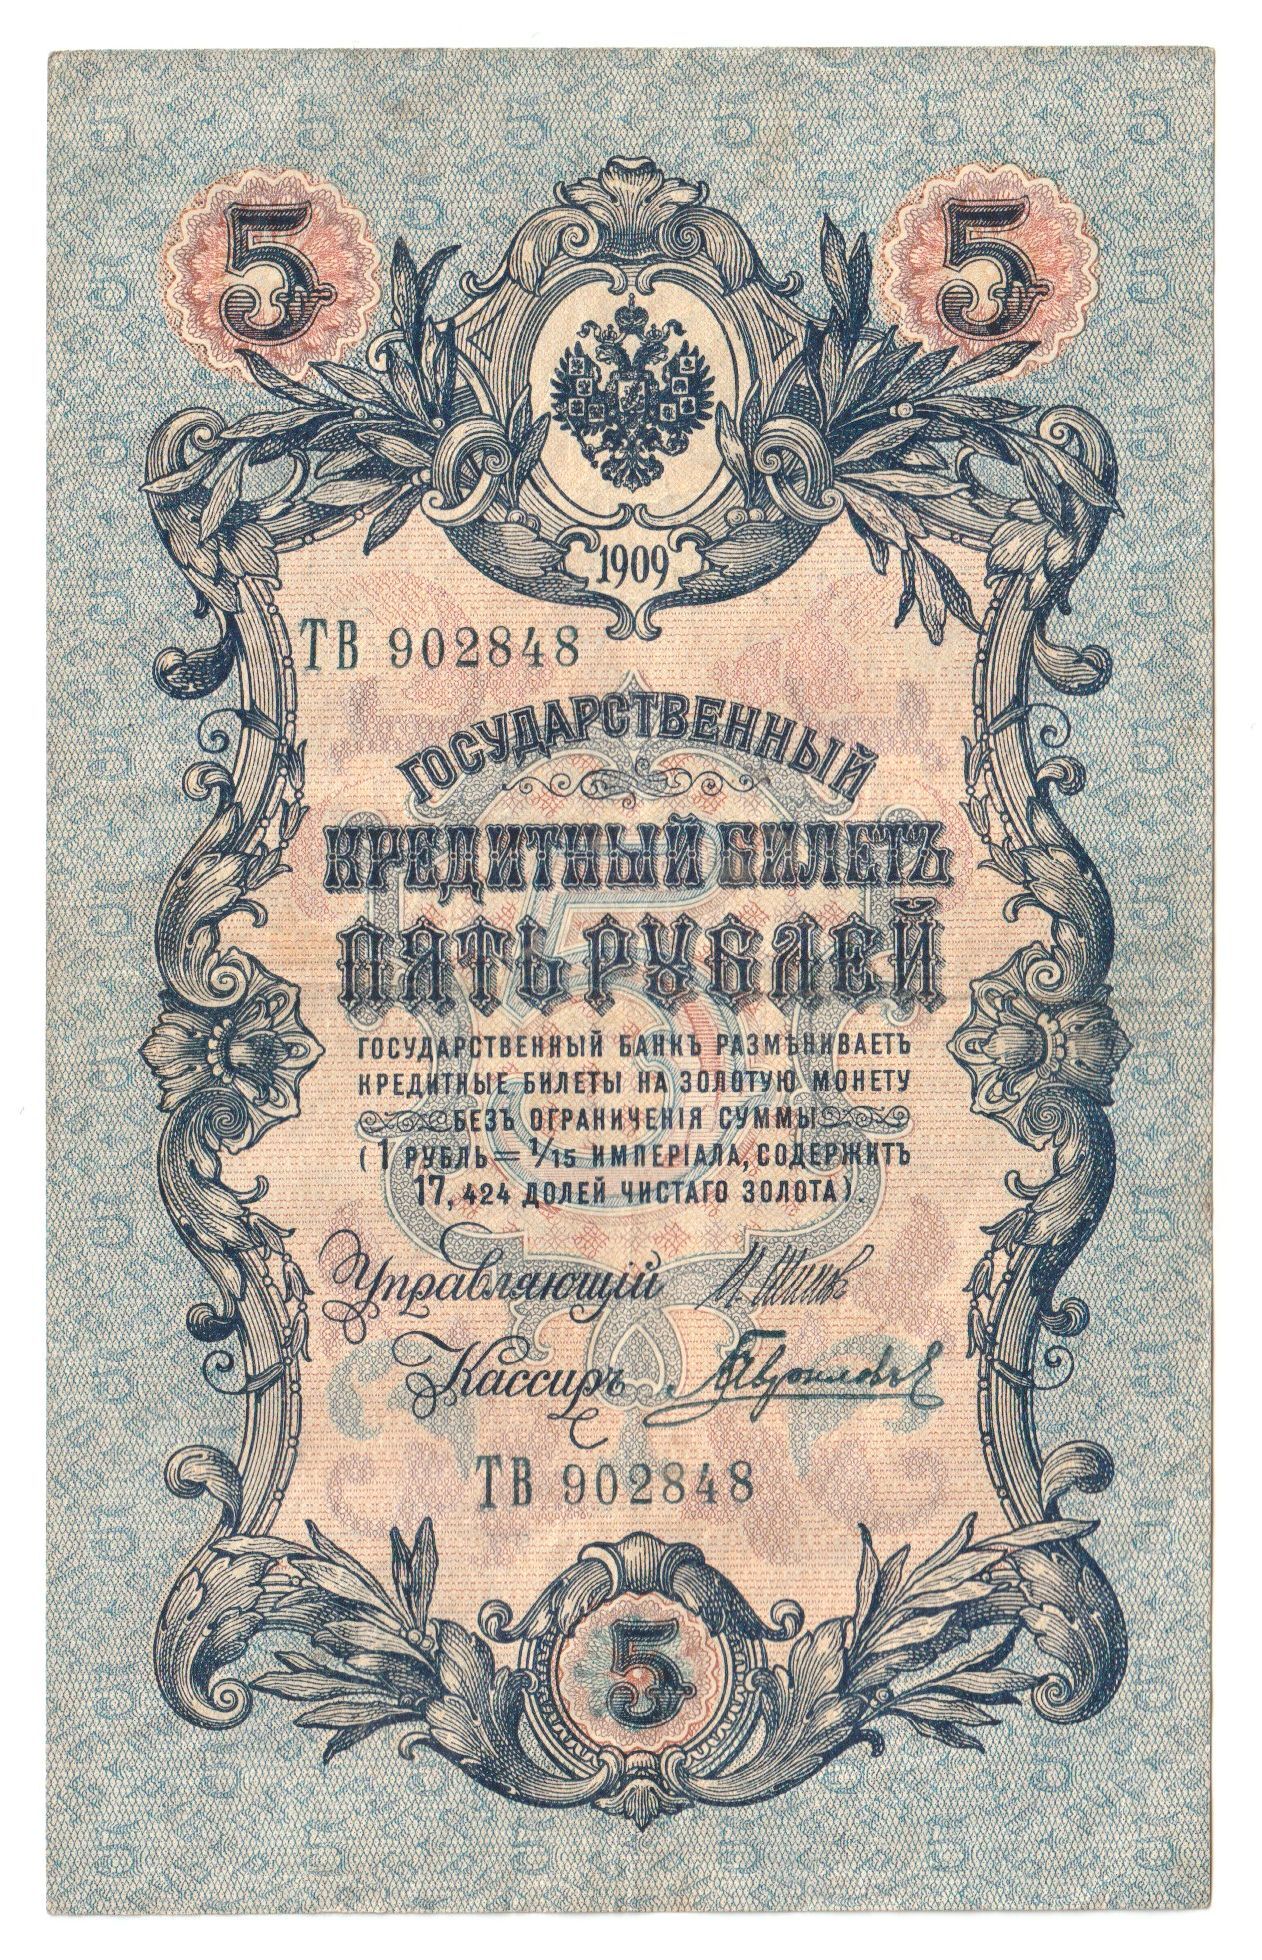 5 5
1909
ТВ 902848
ГОСУДАРСТВЕННЫЙ
КРЕДИТНЫЙ БИЛЕТЪ
ПЯТЬ РУБЛЕЙ
5
ГОСУДАРСТВЕННЫЙ БАНКЪ РАЗМѢНИВАЕТЪ
КРЕДИТНЫЕ БИЛЕТЫ НА ЗОЛОТУЮ МОНЕТУ
БЕЗЪ ОГРАНИЧЕНІЯ СУММЫ
(1 РУБЛЬ = 1/15 ИМПЕРІАЛА, СОДЕРЖИТЪ
17,424 ДОЛЕЙ ЧИСТАГО ЗОЛОТА).
Управляющій
Кассиръ
ТВ 902848
5